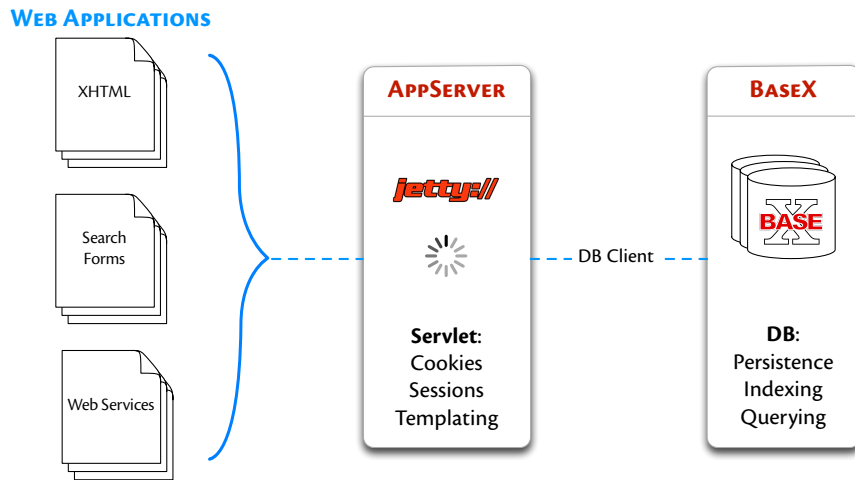 WEB APPLICATIONS
XHTML
Search
Forms
Web Services
APPSERVER
jetty://
Servlet:
Cookies
Sessions
Templating
DB Client
BASEX
X
BASE
DB:
Persistence
Indexing
Querying